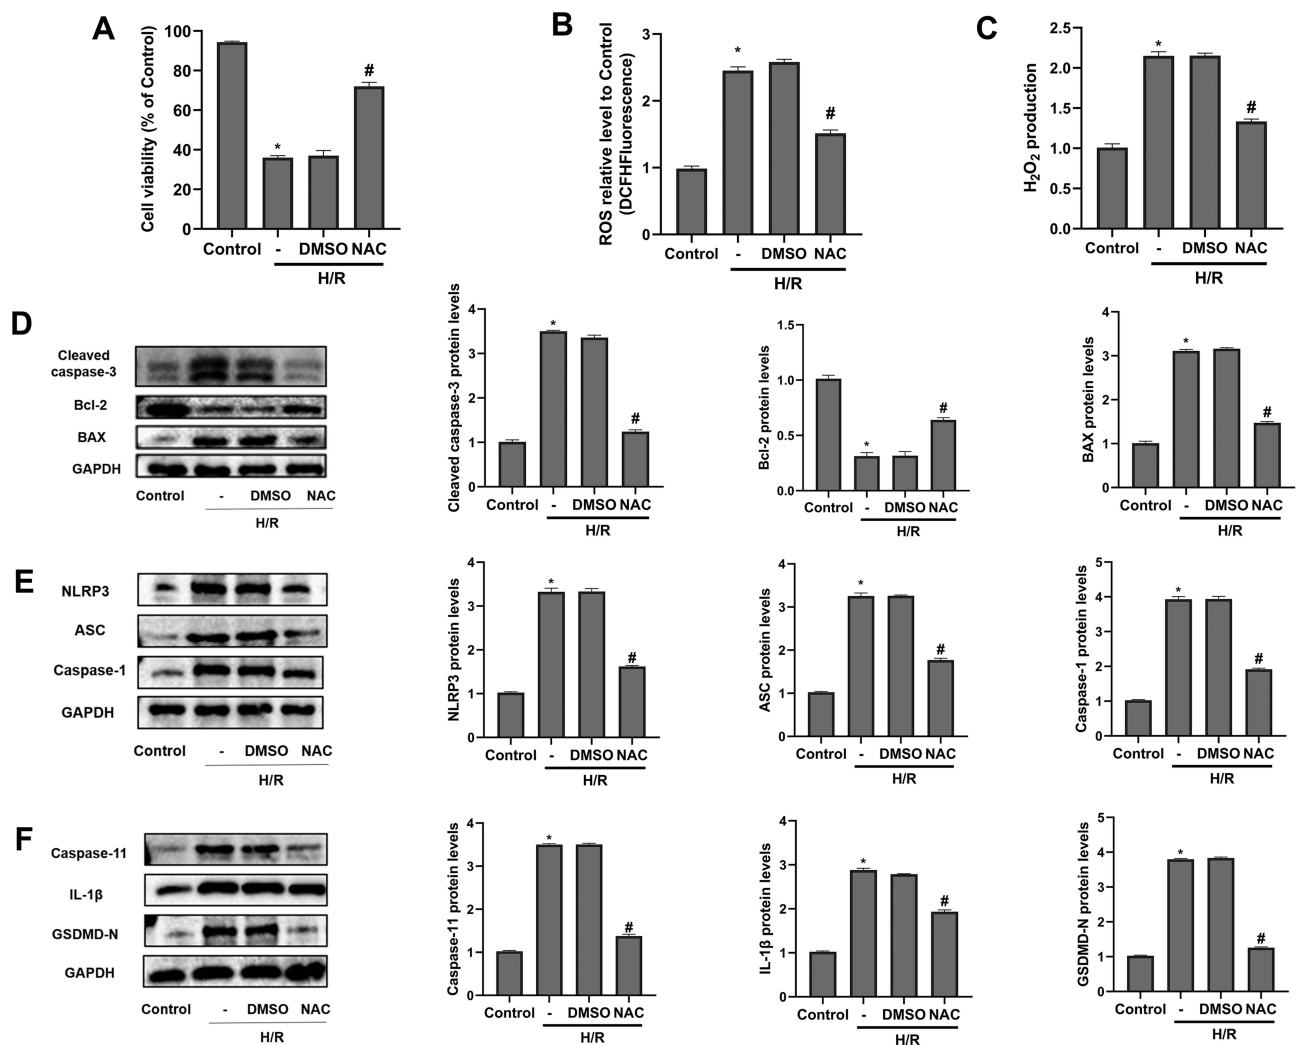 A
Cell viability (% of Control)
100
80
60
40
20
0
*
#
Control - DMSO NAC
H/R
B
ROS relative level to Control
(DCFHFluorescence)
3
2
1
0
*
#
Control - DMSO NAC
H/R
C
H2O2 production
2.5
2.0
1.5
1.0
0.5
0.0
*
#
Control - DMSO NAC
H/R
D
Cleaved
caspase-3
Bcl-2
BAX
GAPDH
Control - DMSO NAC
H/R
Cleaved caspase-3 protein levels
4
3
2
1
0
*
#
Control - DMSO NAC
H/R
Bcl-2 protein levels
1.5
1.0
0.5
0.0
*
#
Control - DMSO NAC
H/R
BAX protein levels
4
3
2
1
0
*
#
Control - DMSO NAC
H/R
E
NLRP3
ASC
Caspase-1
GAPDH
Control - DMSO NAC
H/R
NLRP3 protein levels
4
3
2
1
0
*
#
Control - DMSO NAC
H/R
ASC protein levels
4
3
2
1
0
*
#
Control - DMSO NAC
H/R
Caspase-1 protein levels
5
4
3
2
1
0
*
#
Control - DMSO NAC
H/R
F
Caspase-11
IL-1β
GSDMD-N
GAPDH
Control - DMSO NAC
H/R
Caspase-11 protein levels
4
3
2
1
0
*
#
Control - DMSO NAC
H/R
IL-1β protein levels
4
3
2
1
0
*
#
Control - DMSO NAC
H/R
GSDMD-N protein levels
5
4
3
2
1
0
*
#
Control - DMSO NAC
H/R